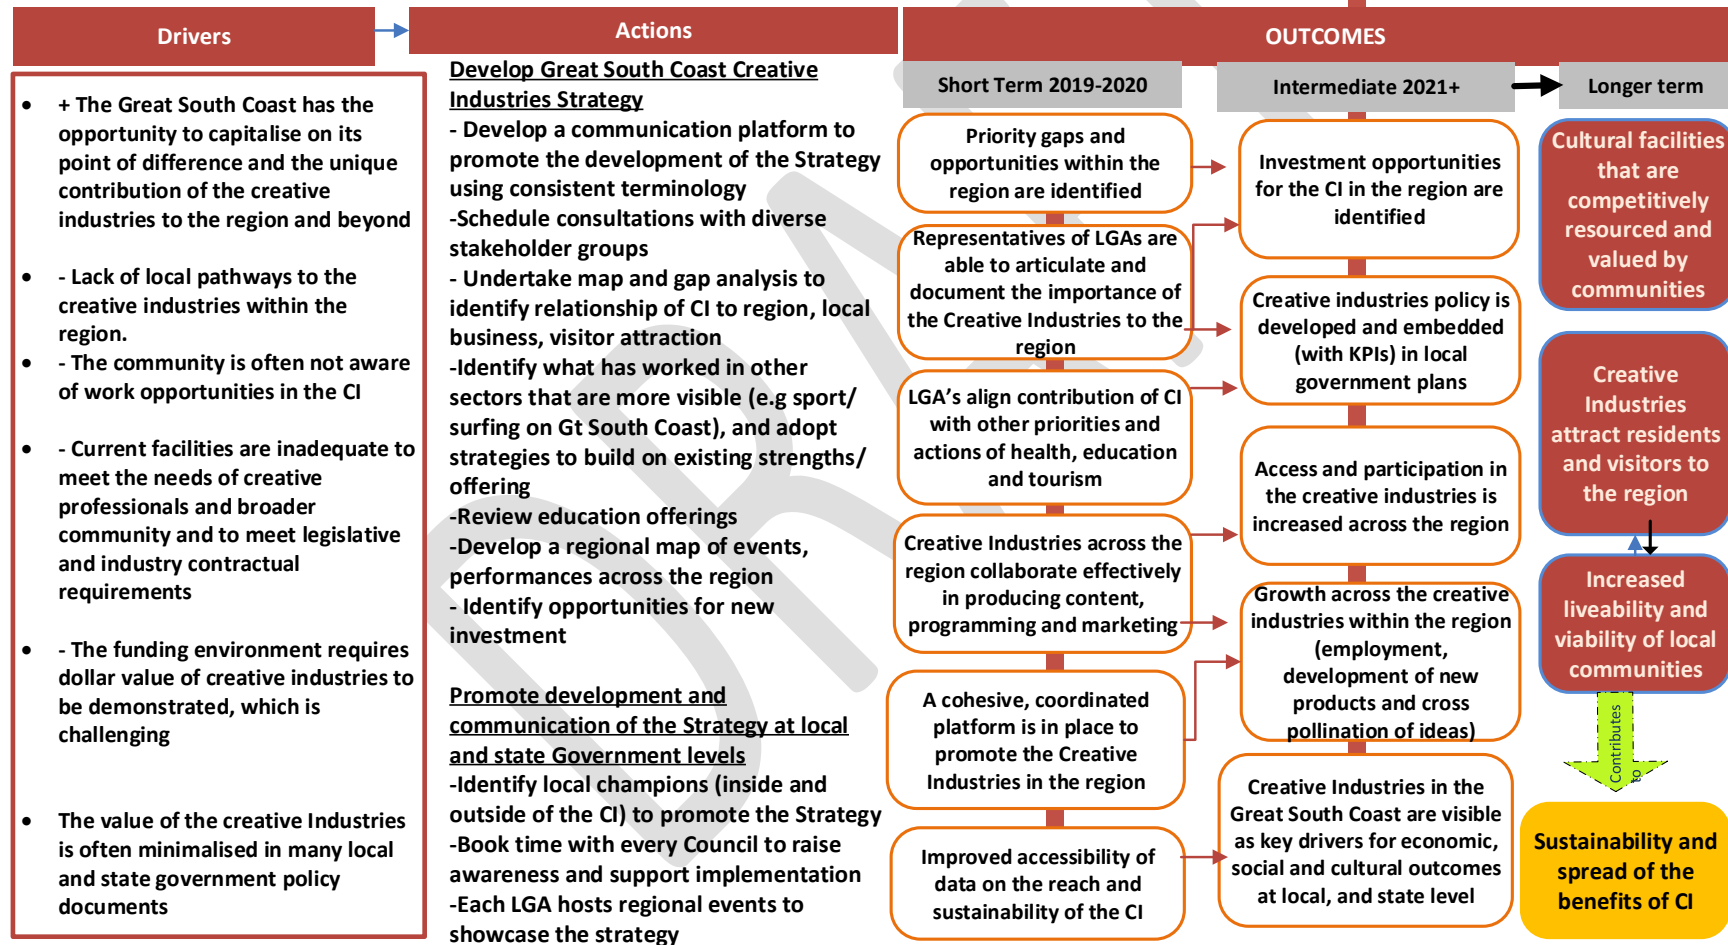 Drivers
Actions
OUTCOMES
Short Term 2019-2020
Intermediate 2021+
Longer term
• + The Great South Coast has the
opportunity to capitalise on its
point of difference and the unique
contribution of the creative
industries to the region and beyond
• - Lack of local pathways to the
creative industries within the
region.
• - The community is often not aware
of work opportunities in the CI
• - Current facilities are inadequate to
meet the needs of creative
professionals and broader
community and to meet legislative
and industry contractual
requirements
• - The funding environment requires
dollar value of creative industries to
be demonstrated, which is
challenging
• The value of the creative Industries
is often minimalised in many local
and state government policy
documents
Develop Great South Coast Creative
Industries Strategy
- Develop a communication platform to
promote the development of the Strategy
using consistent terminology
-Schedule consultations with diverse
stakeholder groups
- Undertake map and gap analysis to
identify relationship of CI to region, local
business, visitor attraction
-Identify what has worked in other
sectors that are more visible (e.g sport/
surfing on Gt South Coast), and adopt
strategies to build on existing strengths/
offering
-Review education offerings
-Develop a regional map of events,
performances across the region
- Identify opportunities for new
investment
Promote development and
communication of the Strategy at local
and state Government levels
-Identify local champions (inside and
outside of the CI) to promote the Strategy
-Book time with every Council to raise
awareness and support implementation
-Each LGA hosts regional events to
showcase the strategy
Priority gaps and
opportunities within the
region are identified
Representatives of LGAs are
able to articulate and
document the importance of
the Creative Industries to the
region
LGA's align contribution of CI
with other priorities and
actions of health, education
and tourism
Creative Industries across the
region collaborate effectively
in producing content,
programming and marketing
A cohesive, coordinated
platform is in place to
promote the Creative
Industries in the region
Improved accessibility of
data on the reach and
sustainability of the CI
Investment opportunities
for the CI in the region are
identified
Creative industries policy is
developed and embedded
(with KPIs) in local
government plans
Access and participation in
the creative industries is
increased across the region
Growth across the creative
industries within the region
(employment,
development of new
products and cross
pollination of ideas)
Creative Industries in the
Great South Coast are visible
as key drivers for economic,
social and cultural outcomes
at local, and state level
Cultural facilities
that are
competitively
resourced and
valued by
communities
Creative
Industries
attract residents
and visitors to
the region
Increased
liveability and
viability of local
communities
Contributes
to
Sustainability and
spread of the
benefits of CI
DRAFT